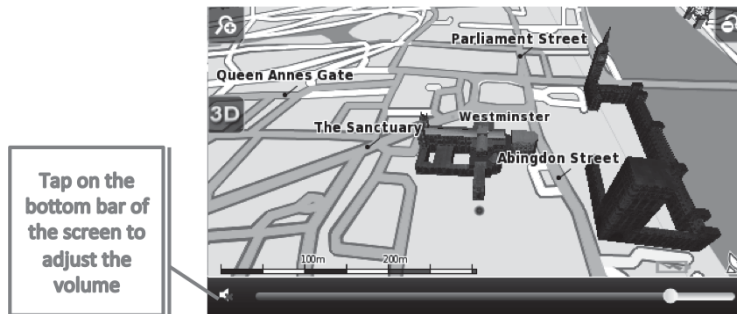 Parliament Street
Queen Annes Gate
3D
Westminster
The Sanctuary
Abingdon Street
Tap on the
bottom bar of
the screen to
adjust the
volume
100m
200m